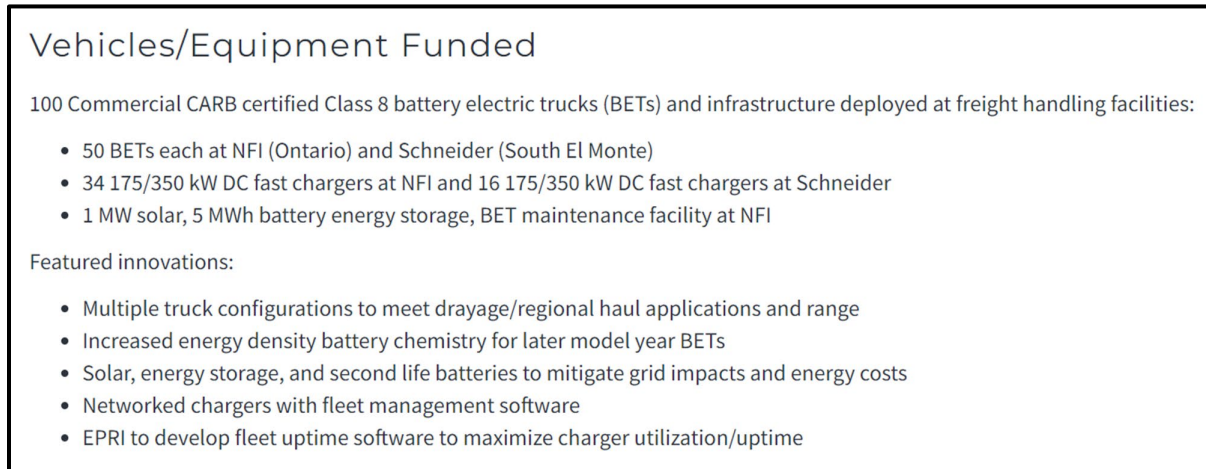 Vehicles/Equipment Funded
100 Commercial CARB certified Class 8 battery electric trucks (BETs) and infrastructure deployed at freight handling facilities:
• 50 BETs each at NFI (Ontario) and Schneider (South El Monte)
• 34 175/350 kW DC fast chargers at NFI and 16 175/350 kW DC fast chargers at Schneider
• 1 MW solar, 5 MWh battery energy storage, BET maintenance facility at NFI
Featured innovations:
• Multiple truck configurations to meet drayage/regional haul applications and range
• Increased energy density battery chemistry for later model year BETs
• Solar, energy storage, and second life batteries to mitigate grid impacts and energy costs
• Networked chargers with fleet management software
• EPRI to develop fleet uptime software to maximize charger utilization/uptime